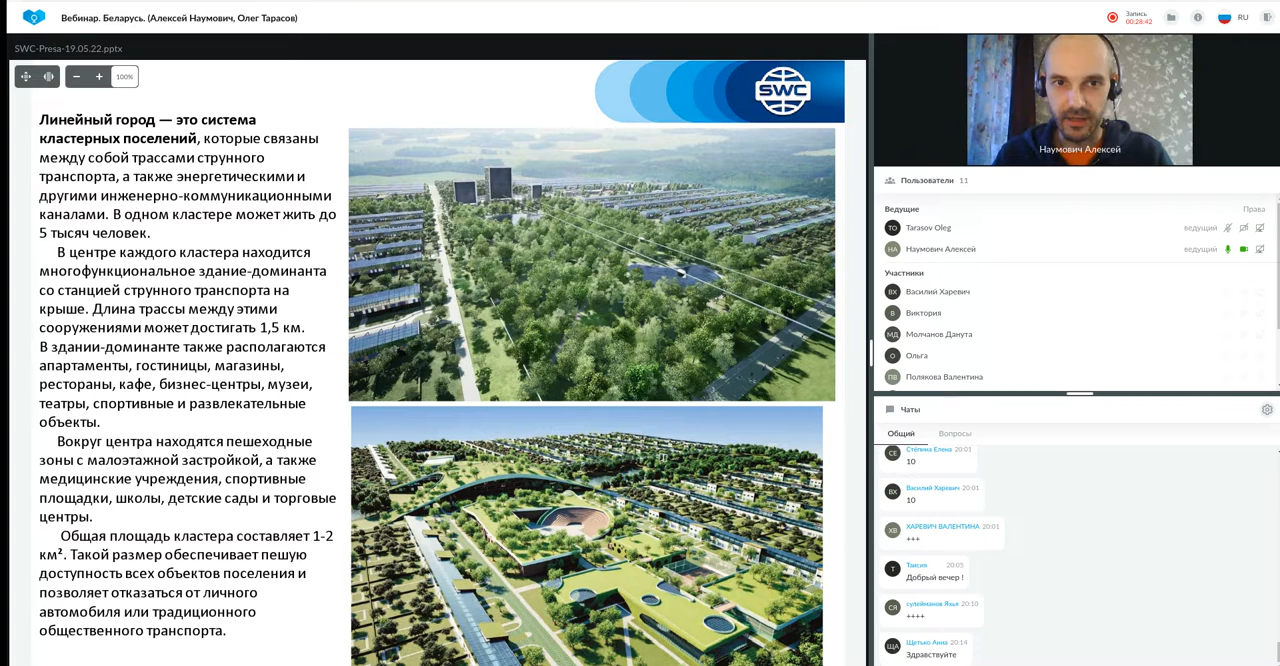 Вебинар. Беларусь. (Алексей Наумович, Олег Тарасов)
Запись
00:28:42
RU
SWC-Presa-19.05.22.pptx
100%
SWC
Линейный город — это система
кластерных поселений, которые связаны
между собой трассами струнного
транспорта, а также энергетическими и
другими инженерно-коммуникационными
каналами. В одном кластере может жить до
5 тысяч человек.
В центре каждого кластера находится
многофункциональное здание-доминанта
со станцией струнного транспорта на
крыше. Длина трассы между этими
сооружениями может достигать 1,5 км.
В здании-доминанте также располагаются
апартаменты, гостиницы, магазины,
рестораны, кафе, бизнес-центры, музеи,
театры, спортивные и развлекательные
объекты.
Вокруг центра находятся пешеходные
зоны с малоэтажной застройкой, а также
медицинские учреждения, спортивные
площадки, школы, детские сады и торговые
центры.
Общая площадь кластера составляет 1-2
км². Такой размер обеспечивает пешую
доступность всех объектов поселения и
позволяет отказаться от личного
автомобиля или традиционного
общественного транспорта.
Наумович Алексей
Пользователи 11
Ведущие Права
TO Tarasov Oleg ведущий
НА Наумович Алексей ведущий
Участники
ВХ Василий Харевич
В Виктория
МД Молчанов Данута
О Ольга
ПВ Полякова Валентина
Чаты
Общий Вопросы
СЕ Стёпина Елена 20:01
10
ВХ Василий Харевич 20:01
10
ХВ ХАРЕВИЧ ВАЛЕНТИНА 20:01
+++
Т Таисия 20:05
Добрый вечер !
СЯ сулейманов Яхья 20:10
++++
ЩА Щетько Анна 20:14
Здравствуйте